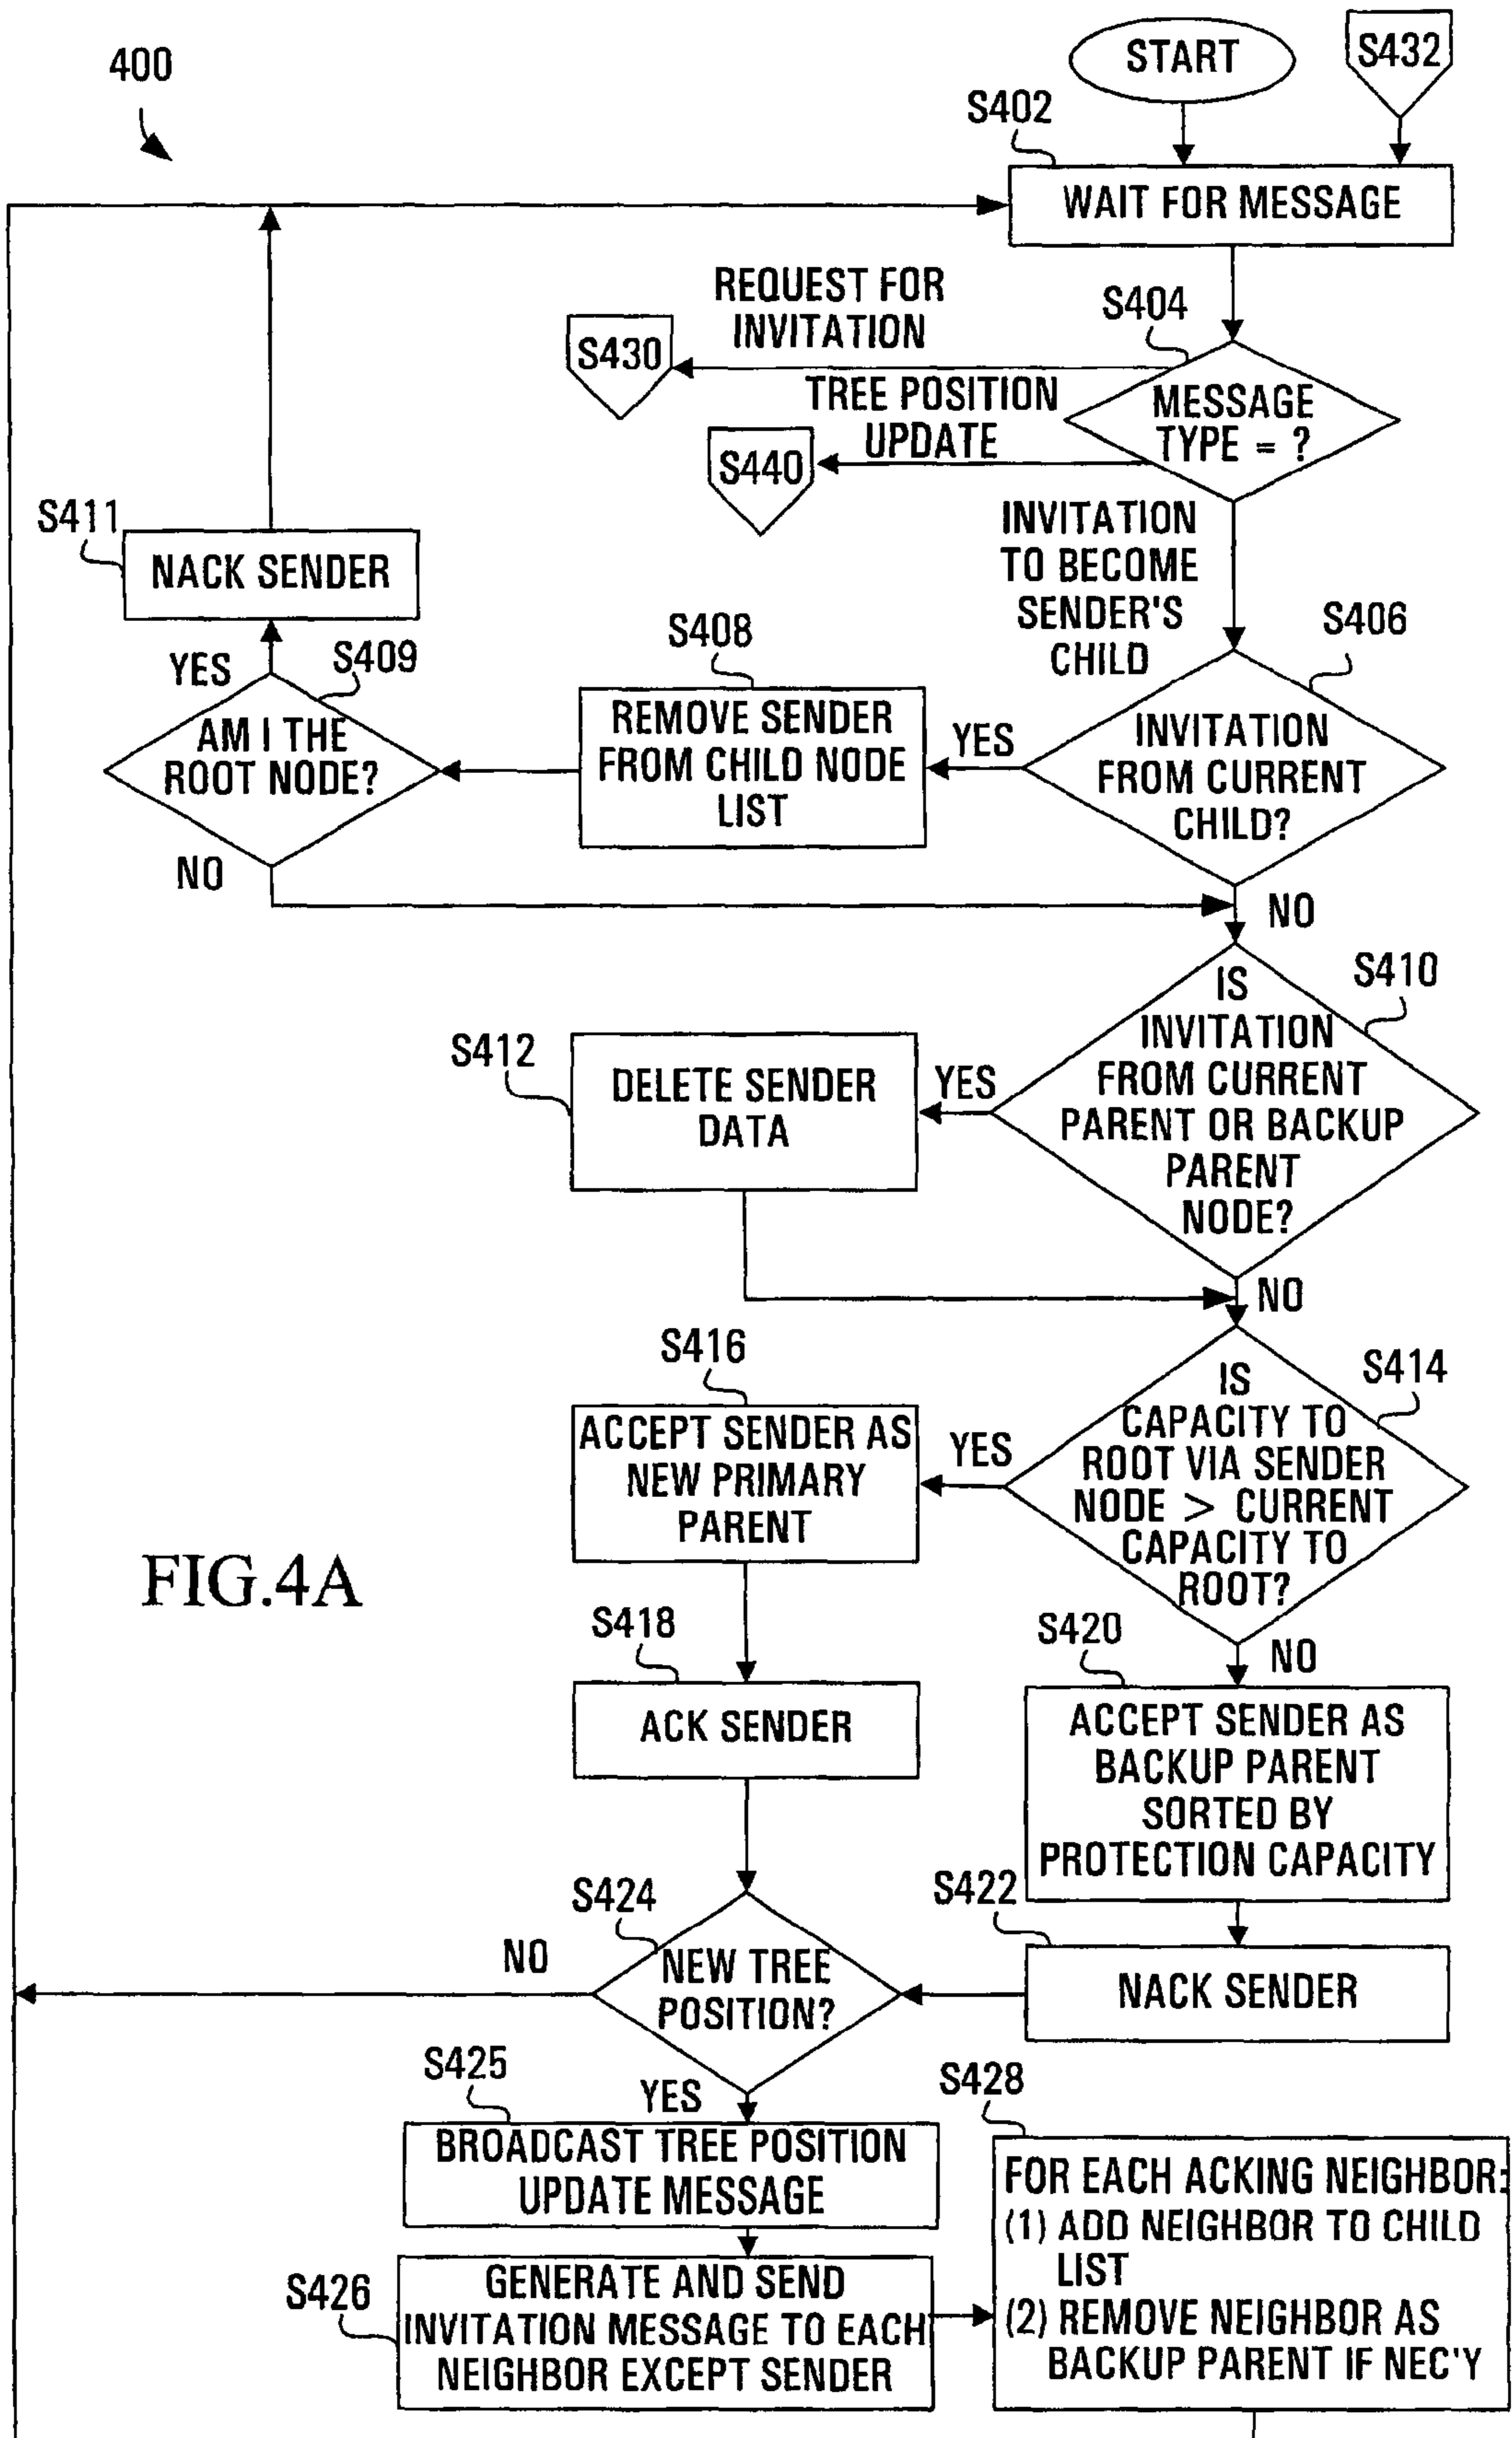 400
START
S432
S402
WAIT FOR MESSAGE
REQUEST FOR
INVITATION
S404
S430
TREE POSITION
UPDATE
MESSAGE
TYPE = ?
S440
S411
NACK SENDER
INVITATION
TO BECOME
SENDER'S
CHILD
S406
S408
YES
S409
AM I THE
ROOT NODE?
REMOVE SENDER
FROM CHILD NODE
LIST
YES
INVITATION
FROM CURRENT
CHILD?
NO
NO
S410
IS
INVITATION
FROM CURRENT
PARENT OR BACKUP
PARENT
NODE?
S412
DELETE SENDER
DATA
YES
NO
S416
S414
ACCEPT SENDER AS
NEW PRIMARY
PARENT
YES
IS
CAPACITY TO
ROOT VIA SENDER
NODE > CURRENT
CAPACITY TO
ROOT?
FIG.4A
S418
ACK SENDER
S420
NO
ACCEPT SENDER AS
BACKUP PARENT
SORTED BY
PROTECTION CAPACITY
S424
S422
NO
NEW TREE
POSITION?
NACK SENDER
S425
YES
BROADCAST TREE POSITION
UPDATE MESSAGE
S428
S426
GENERATE AND SEND
INVITATION MESSAGE TO EACH
NEIGHBOR EXCEPT SENDER
FOR EACH ACKING NEIGHBOR:
(1) ADD NEIGHBOR TO CHILD
LIST
(2) REMOVE NEIGHBOR AS
BACKUP PARENT IF NEC'Y